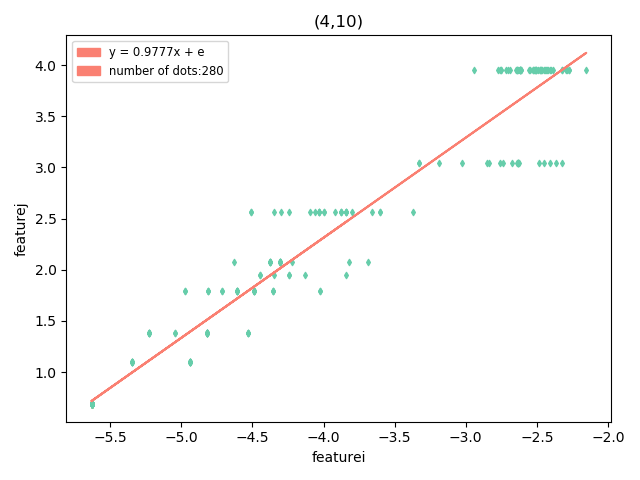 (4,10)
y = 0.9777x + e
number of dots:280
4.0
3.5
3.0
2.5
2.0
1.5
1.0
featurej
−5.5 −5.0 −4.5 −4.0 −3.5 −3.0 −2.5 −2.0
featurei